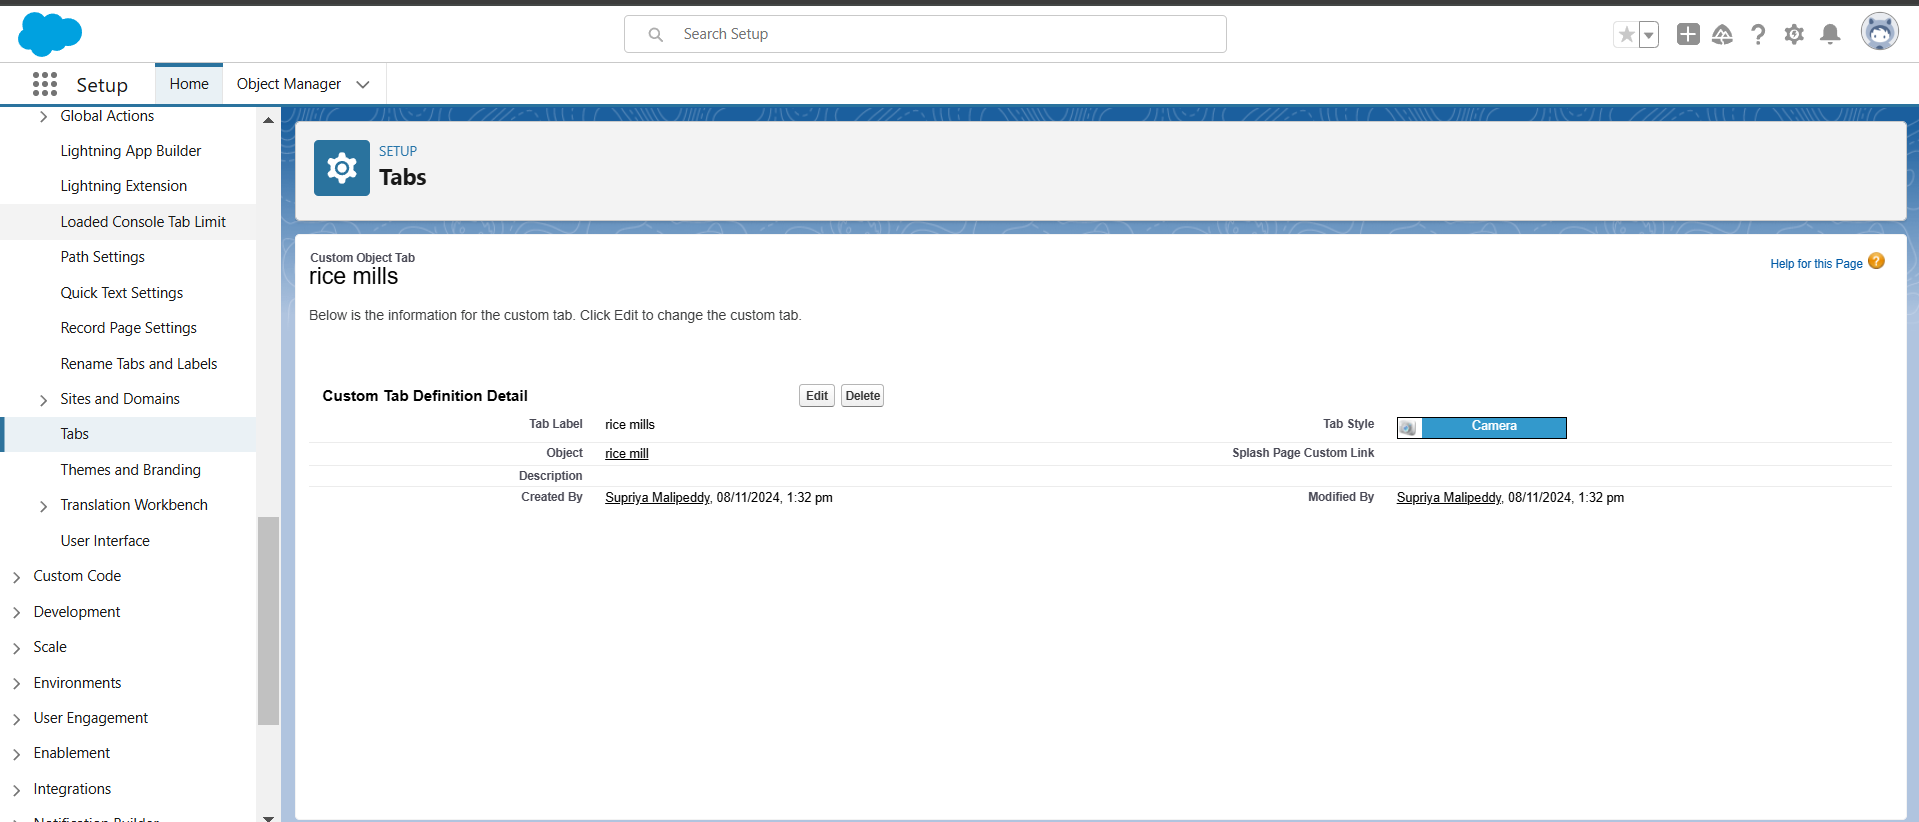 Search Setup
Setup
Home
Object Manager
Global Actions
Lightning App Builder
Lightning Extension
Loaded Console Tab Limit
Path Settings
Quick Text Settings
Record Page Settings
Rename Tabs and Labels
Sites and Domains
Tabs
Themes and Branding
Translation Workbench
User Interface
Custom Code
Development
Scale
Environments
User Engagement
Enablement
Integrations
Notification Builder
SETUP
Tabs
Custom Object Tab
rice mills
Help for this Page
Below is the information for the custom tab. Click Edit to change the custom tab.
Custom Tab Definition Detail Edit Delete
Tab Label rice mills Tab Style Camera
Object rice mill Splash Page Custom Link
Description
Created By Supriya Malipeddy, 08/11/2024, 1:32 pm Modified By Supriya Malipeddy, 08/11/2024, 1:32 pm